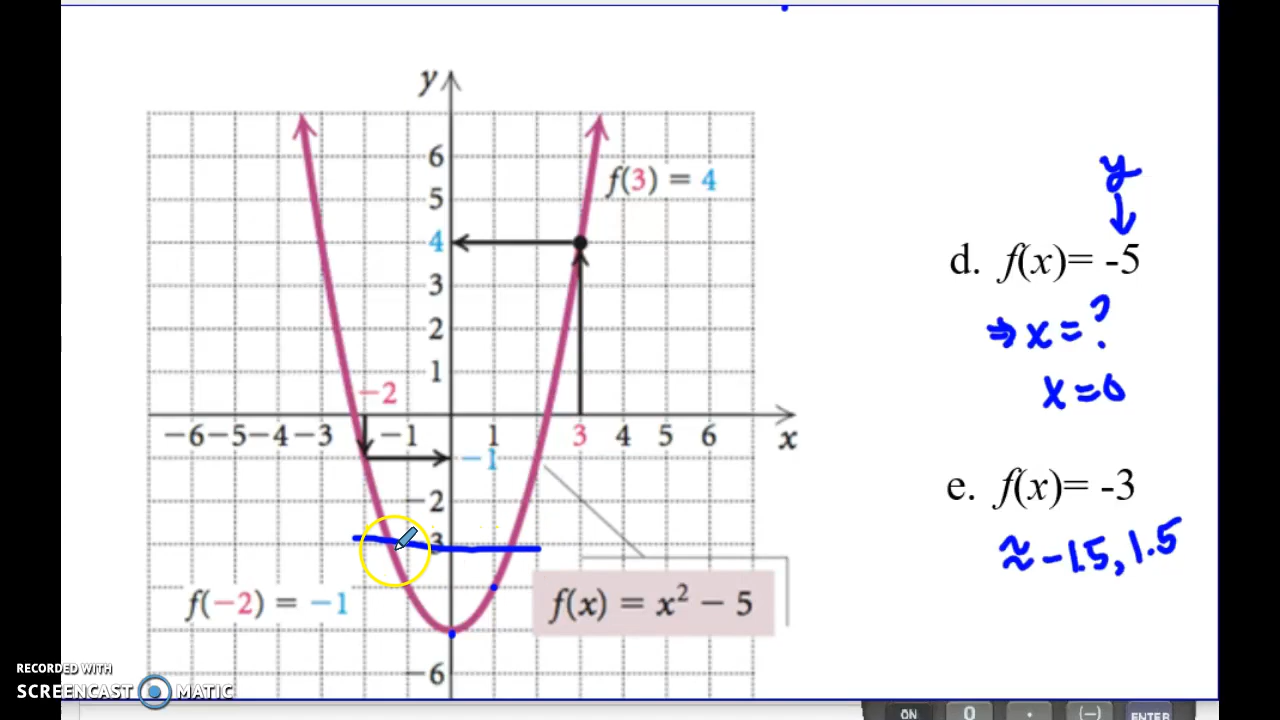 y
6
f(3) = 4
5
4
3
2
1
−2
−6 −5 −4 −3 −1 1 3 4 5 6 x
−1
−2
3
f(−2) = −1
f(x) = x² − 5
−6
y
↓
d. f(x)= -5
⇒ x = ?
x = 0
e. f(x)= -3
≈ -1.5, 1.5
RECORDED WITH
SCREENCAST MATIC
ON 0 . (−) ENTER